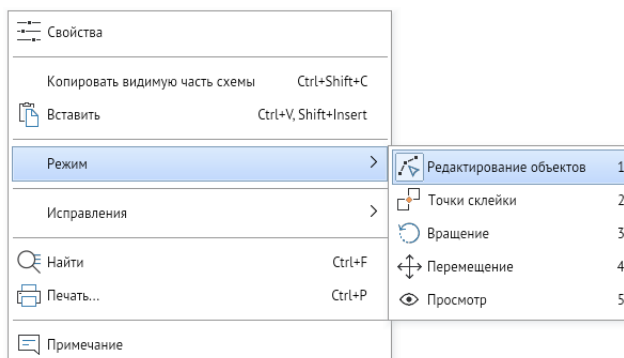 Свойства
Копировать видимую часть схемы Ctrl+Shift+C
Вставить Ctrl+V, Shift+Insert
Режим
Редактирование объектов 1
Точки склейки 2
Исправления
Вращение 3
Найти Ctrl+F
Перемещение 4
Печать... Ctrl+P
Просмотр 5
Примечание